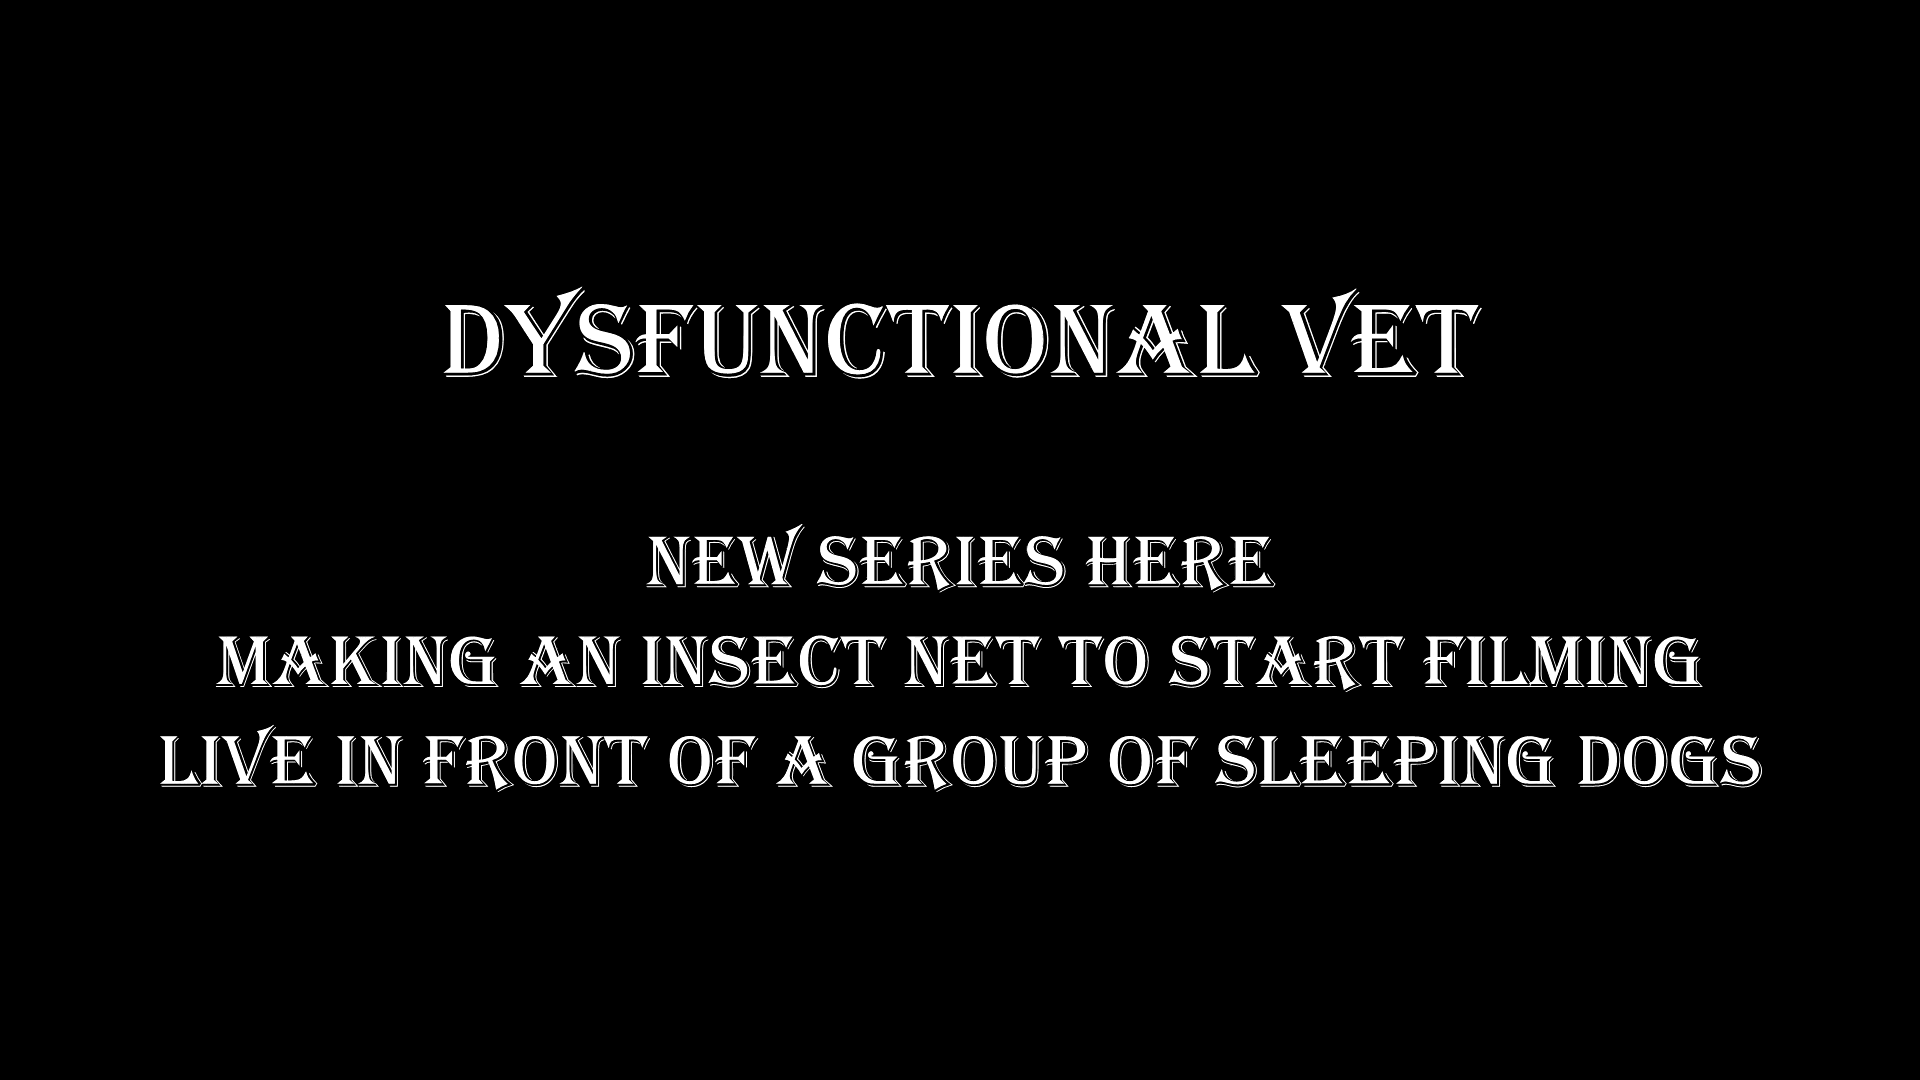 DYSFUNCTIONAL VET
NEW SERIES HERE
MAKING AN INSECT NET TO START FILMING
LIVE IN FRONT OF A GROUP OF SLEEPING DOGS